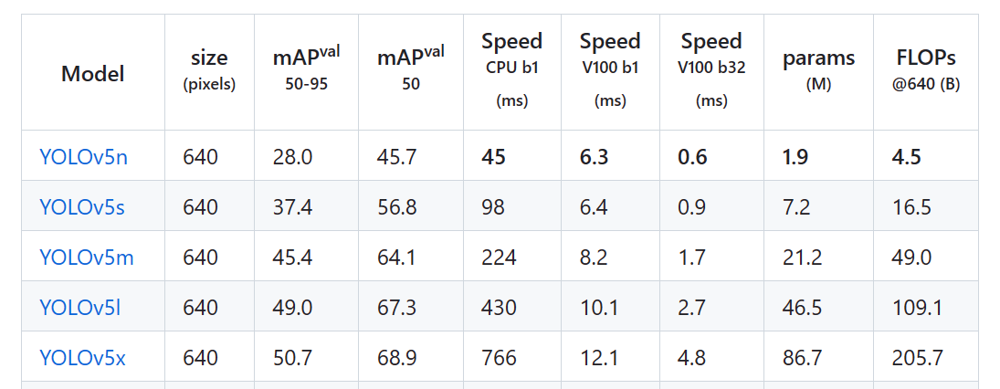 Model size (pixels) mAPval 50-95 mAPval 50 Speed CPU b1 (ms) Speed V100 b1 (ms) Speed V100 b32 (ms) params (M) FLOPs @640 (B)
YOLOv5n 640 28.0 45.7 45 6.3 0.6 1.9 4.5
YOLOv5s 640 37.4 56.8 98 6.4 0.9 7.2 16.5
YOLOv5m 640 45.4 64.1 224 8.2 1.7 21.2 49.0
YOLOv5l 640 49.0 67.3 430 10.1 2.7 46.5 109.1
YOLOv5x 640 50.7 68.9 766 12.1 4.8 86.7 205.7